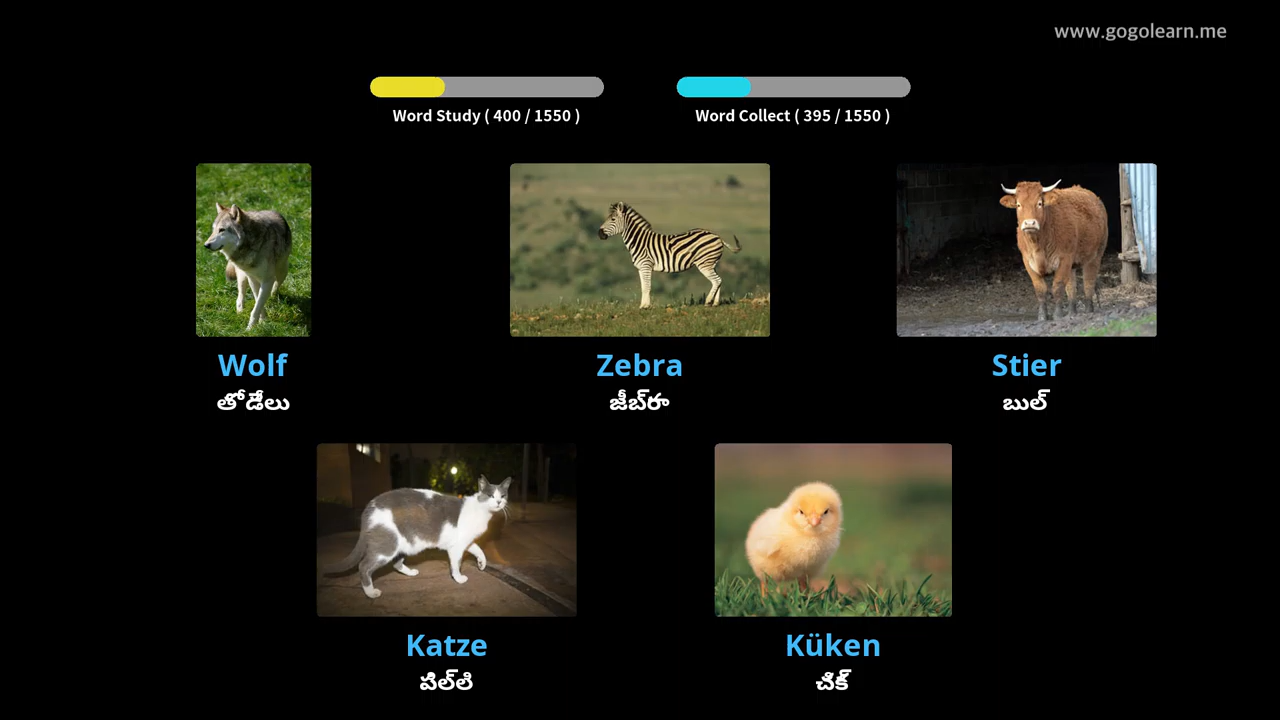 www.gogolearn.me
Word Study ( 400 / 1550 )
Word Collect ( 395 / 1550 )
Wolf
Zebra
Stier
తోడేలు
జీబ్రా
బుల్
Katze
Küken
పిల్లి
చిక్